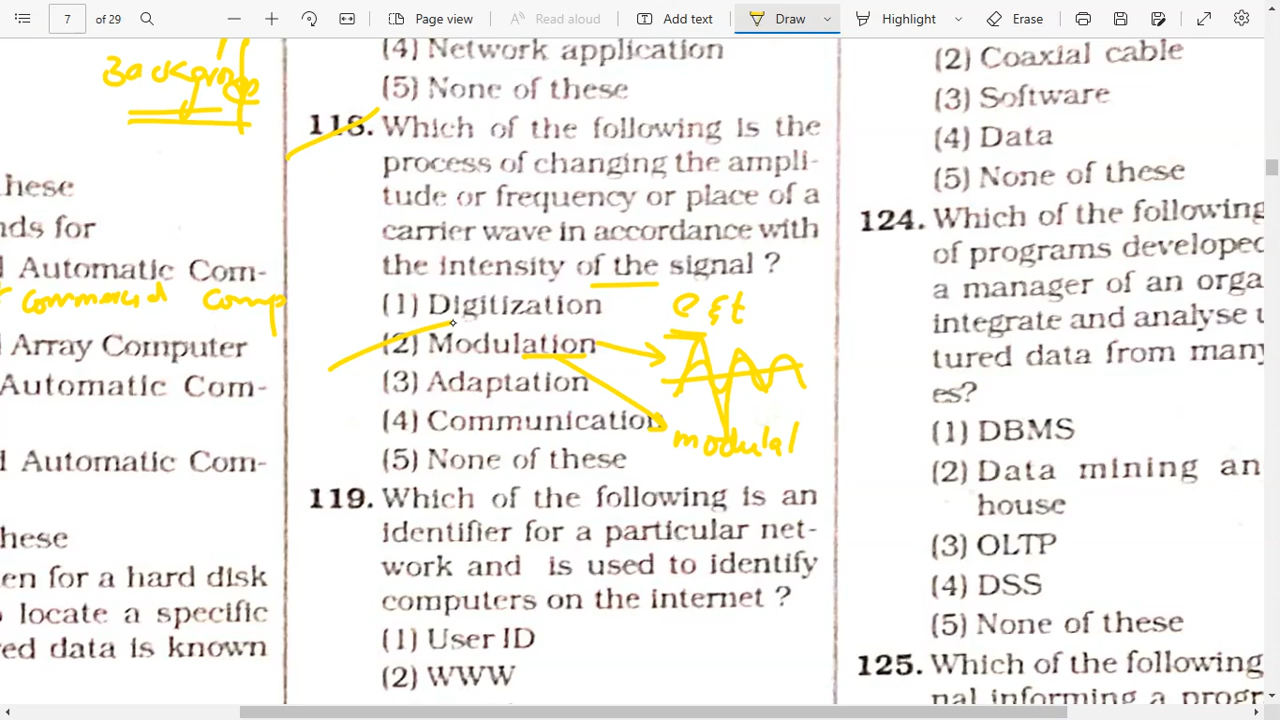 7 of 29
Page view
Read aloud
Add text
Draw
Highlight
Erase
hese
nds for
Automatic Com-
Array Computer
Automatic Com-
d Automatic Com-
hese
en for a hard disk
o locate a specific
red data is known
(4) Network application
(5) None of these
118. Which of the following is the
process of changing the ampli-
tude or frequency or place of a
carrier wave in accordance with
the intensity of the signal ?
(1) Digitization
(2) Modulation
(3) Adaptation
(4) Communication
(5) None of these
modulal
119. Which of the following is an
identifier for a particular net-
work and is used to identify
computers on the internet ?
(1) User ID
(2) WWW
(2) Coaxial cable
(3) Software
(4) Data
(5) None of these
124. Which of the following
of programs developed
a manager of an orga
integrate and analyse u
tured data from many
es?
(1) DBMS
(2) Data mining an
house
(3) OLTP
(4) DSS
(5) None of these
125. Which of the following
nal informing a progr